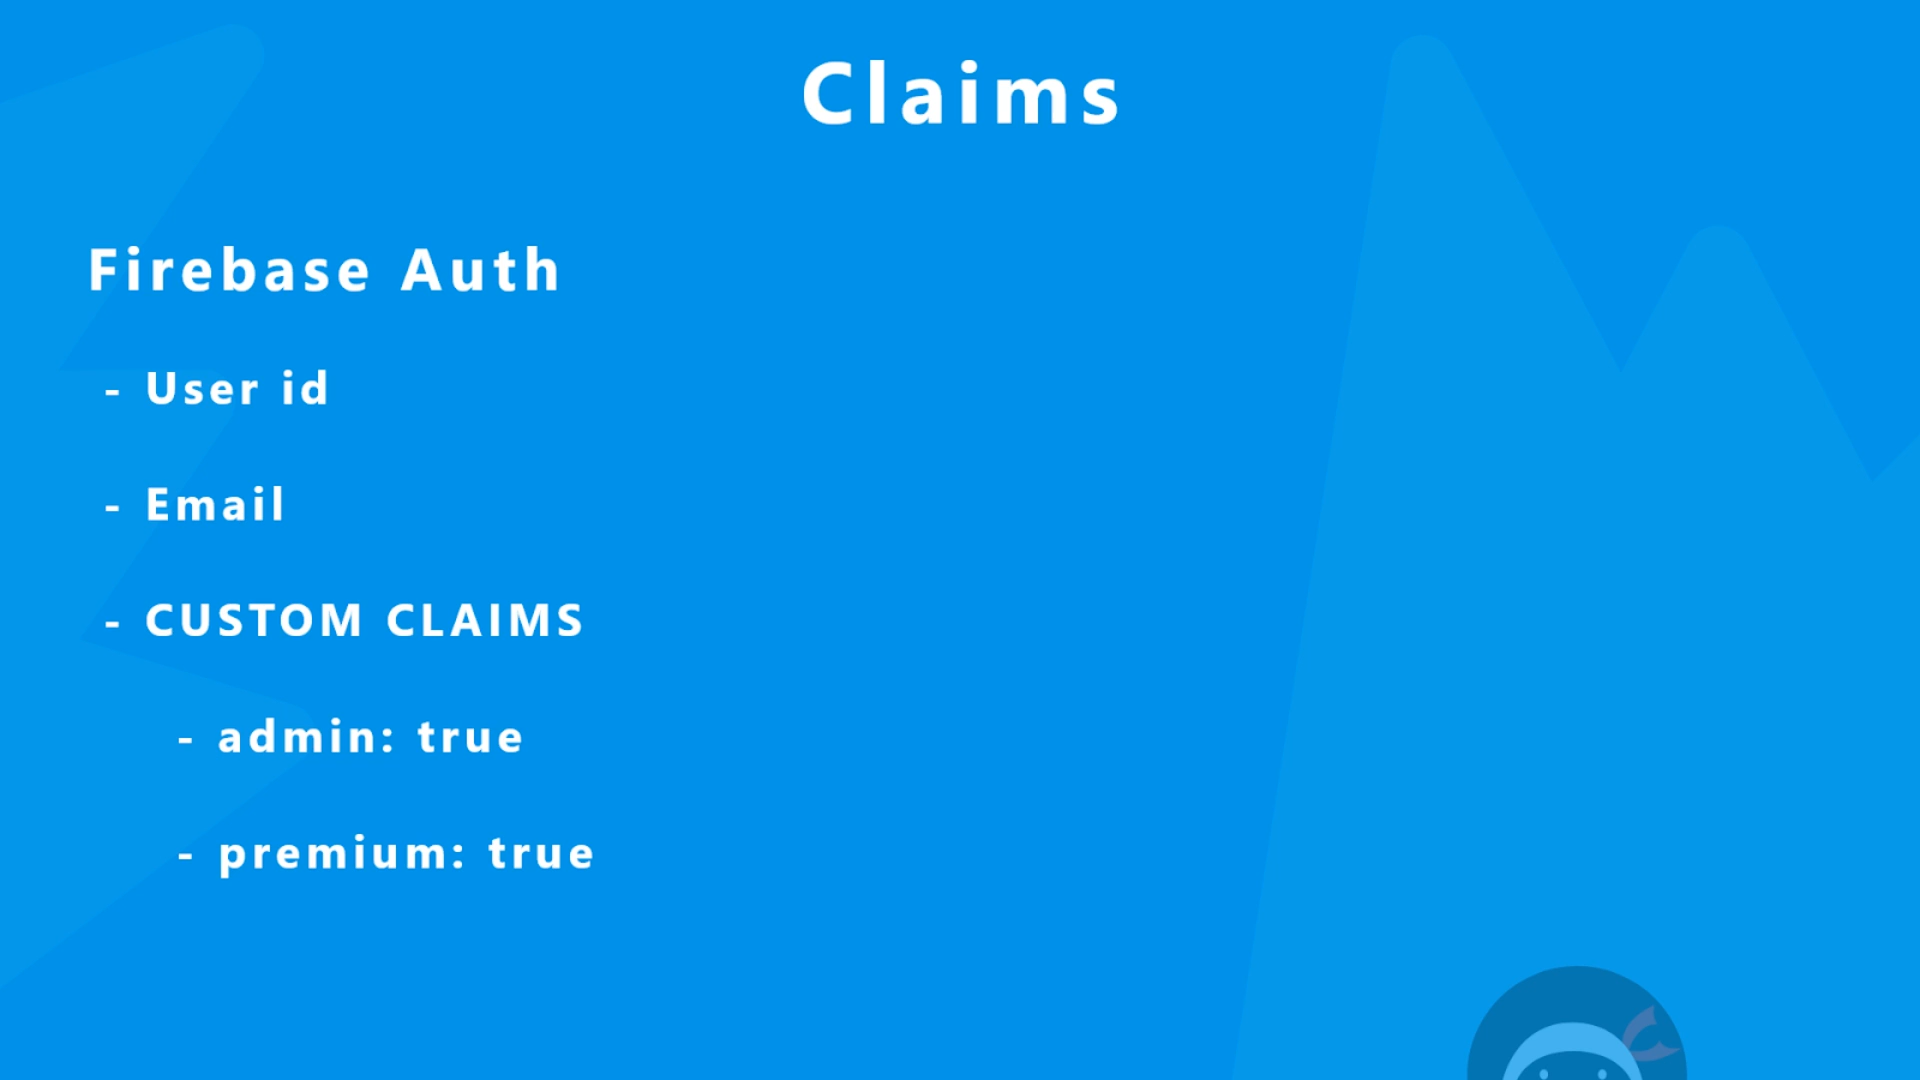 Claims
Firebase Auth
- User id
- Email
- CUSTOM CLAIMS
- admin: true
- premium: true